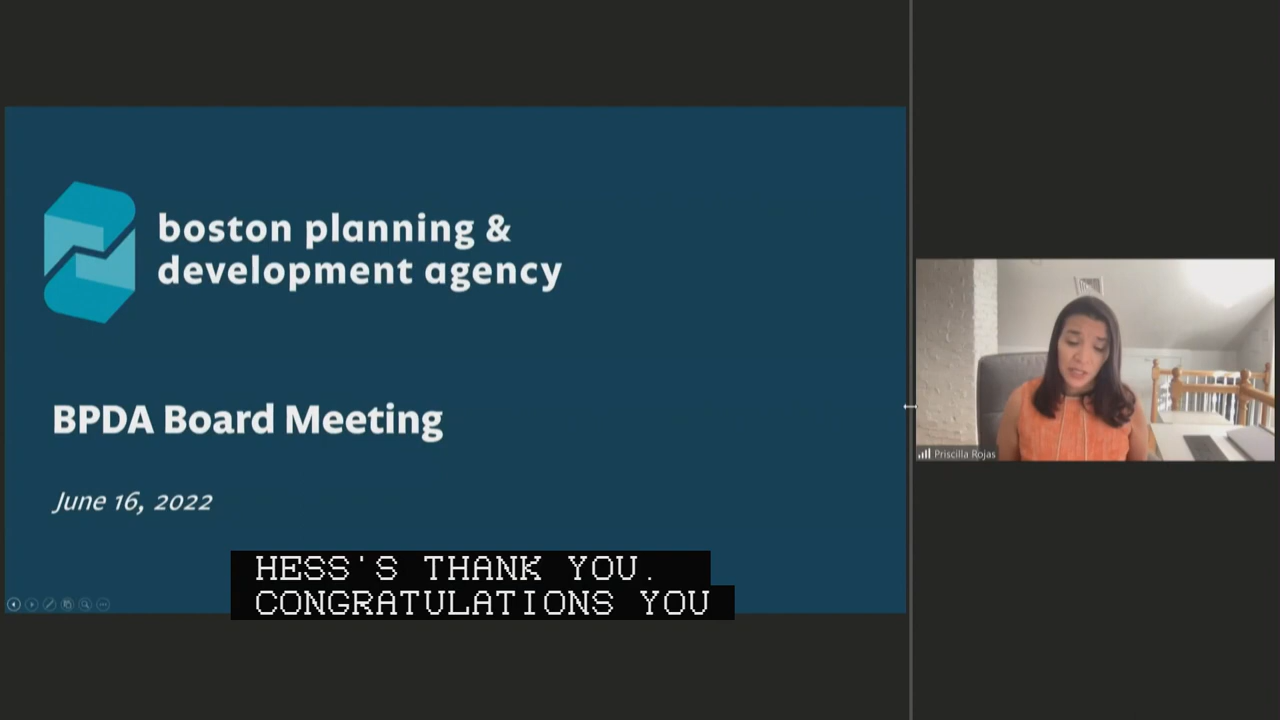 boston planning &
development agency
BPDA Board Meeting
June 16, 2022
HESS'S THANK YOU.
CONGRATULATIONS YOU
Priscilla Rojas